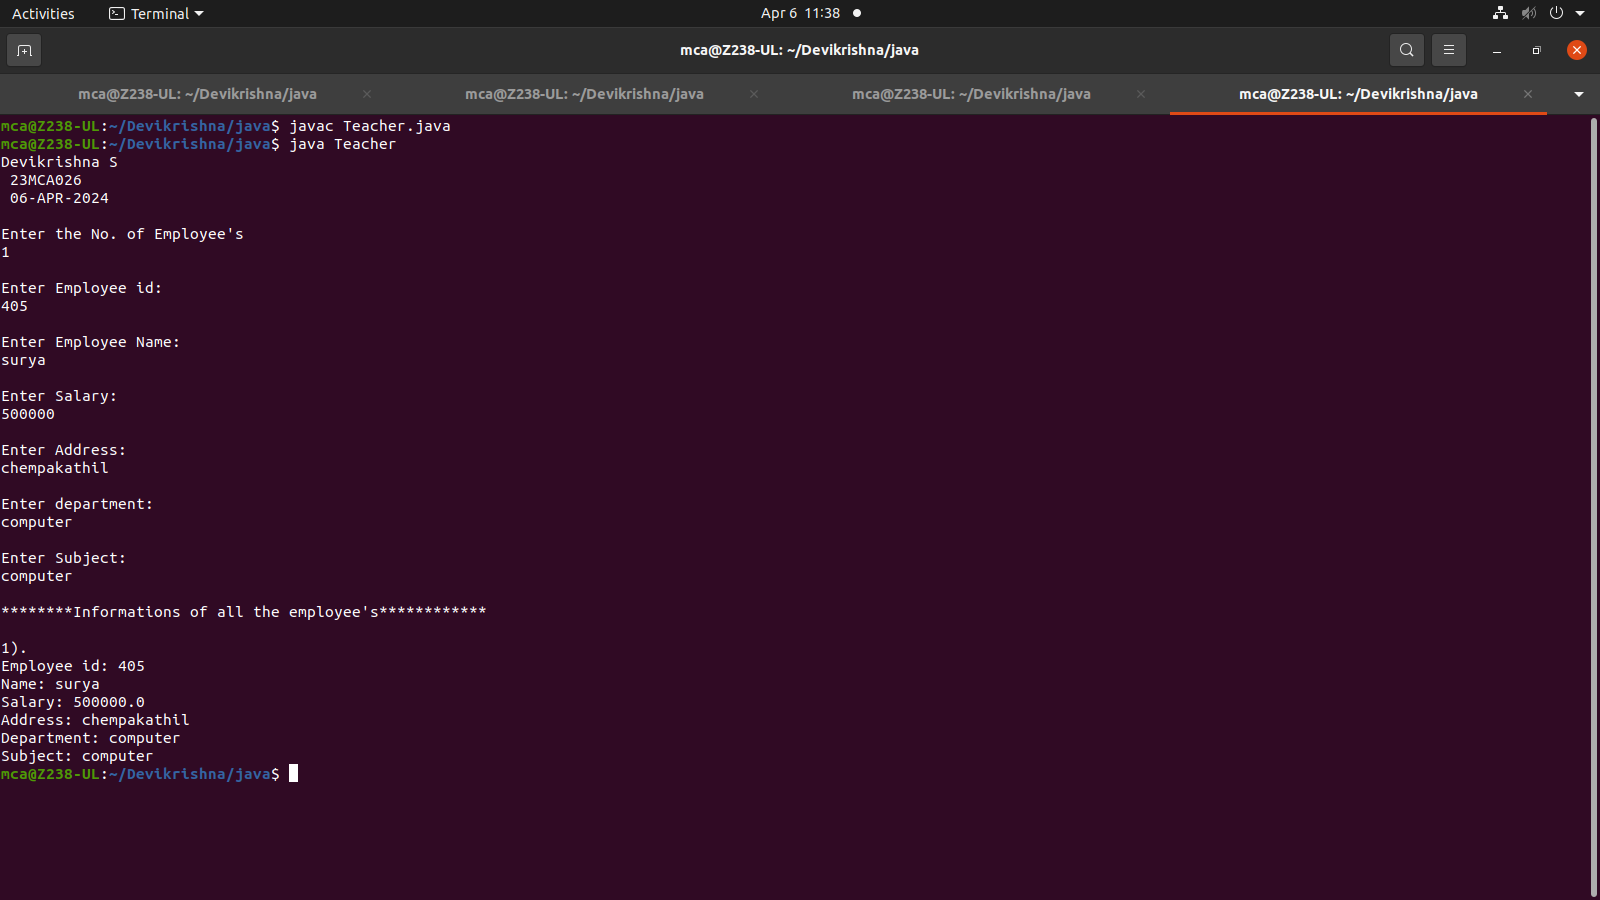 Activities Terminal Apr 6 11:38
mca@Z238-UL: ~/Devikrishna/java
mca@Z238-UL: ~/Devikrishna/java mca@Z238-UL: ~/Devikrishna/java mca@Z238-UL: ~/Devikrishna/java mca@Z238-UL: ~/Devikrishna/java
mca@Z238-UL:~/Devikrishna/java$ javac Teacher.java
mca@Z238-UL:~/Devikrishna/java$ java Teacher
Devikrishna S
23MCA026
06-APR-2024
Enter the No. of Employee's
1
Enter Employee id:
405
Enter Employee Name:
surya
Enter Salary:
500000
Enter Address:
chempakathil
Enter department:
computer
Enter Subject:
computer
********Informations of all the employee's************
1).
Employee id: 405
Name: surya
Salary: 500000.0
Address: chempakathil
Department: computer
Subject: computer
mca@Z238-UL:~/Devikrishna/java$